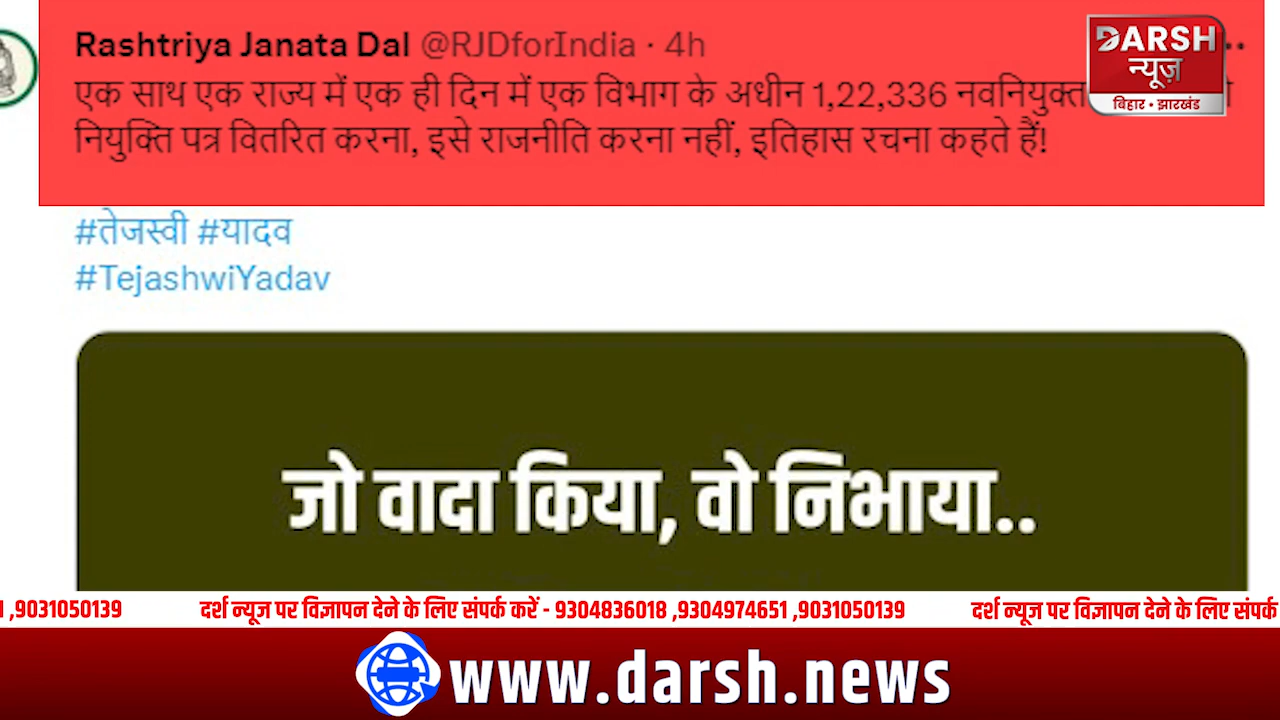 Rashtriya Janata Dal @RJDforIndia · 4h
एक साथ एक राज्य में एक ही दिन में एक विभाग के अधीन 1,22,336 नवनियुक्त
नियुक्ति पत्र वितरित करना, इसे राजनीति करना नहीं, इतिहास रचना कहते हैं!
DARSH
न्यूज़
बिहार • झारखंड
#तेजस्वी #यादव
#TejashwiYadav
जो वादा किया, वो निभाया..
,9031050139 दर्श न्यूज पर विज्ञापन देने के लिए संपर्क करें - 9304836018 ,9304974651 ,9031050139 दर्श न्यूज पर विज्ञापन देने के लिए संपर्क
www.darsh.news